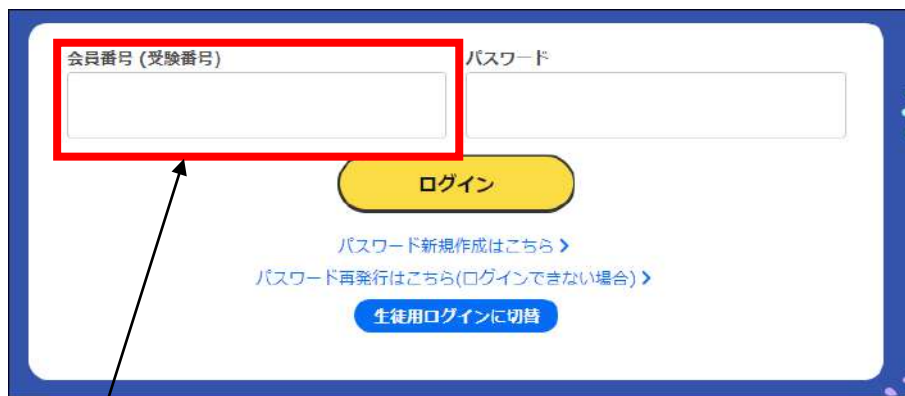 会員番号 (受験番号)
パスワード
ログイン
パスワード新規作成はこちら
パスワード再発行はこちら(ログインできない場合)
生徒用ログインに切替